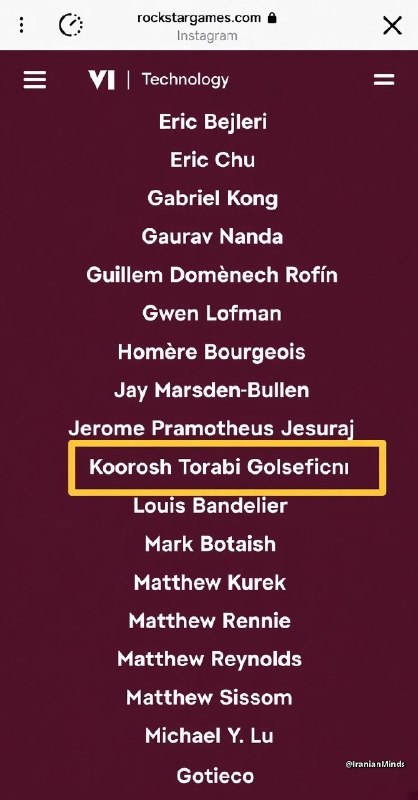 rockstargames.com
Instagram
VI | Technology
Eric Bejleri
Eric Chu
Gabriel Kong
Gaurav Nanda
Guillem Domènech Rofín
Gwen Lofman
Homère Bourgeois
Jay Marsden-Bullen
Jerome Pramotheus Jesuraj
Koorosh Torabi
Louis Bandelier
Mark Botaish
Matthew Kurek
Matthew Rennie
Matthew Reynolds
Matthew Sissom
Michael Y. Lu
@IranianMinds
Gotieco